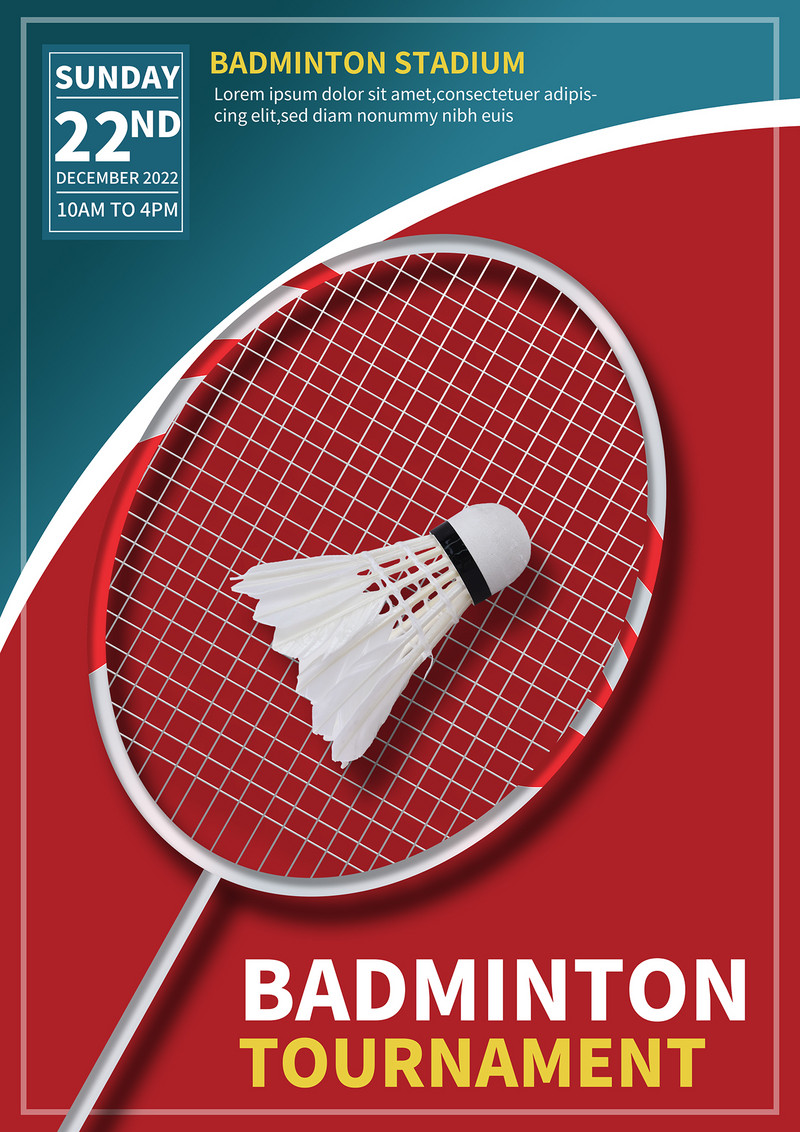 SUNDAY
22ND
DECEMBER 2022
10AM TO 4PM
BADMINTON STADIUM
Lorem ipsum dolor sit amet,consectetuer adipis-
cing elit,sed diam nonummy nibh euis
BADMINTON
TOURNAMENT